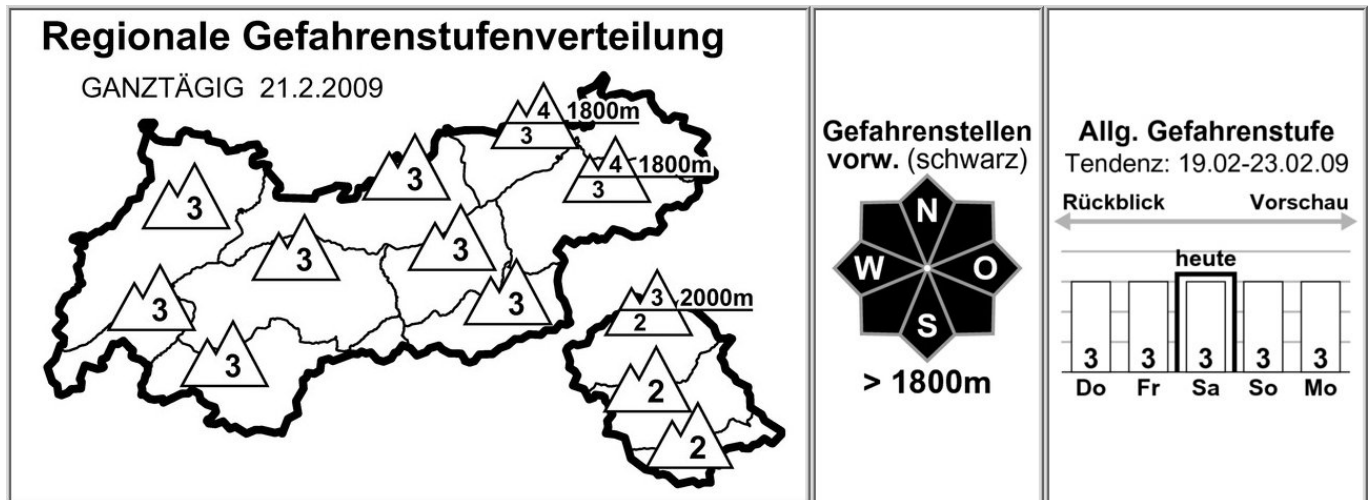 Regionale Gefahrenstufenverteilung
GANZTÄGIG 21.2.2009
4 1800m
3
4 1800m
3
3
3
3
3
3
3
3
3 2000m
2
2
2
Gefahrenstellen
vorw. (schwarz)
N
W O
S
> 1800m
Allg. Gefahrenstufe
Tendenz: 19.02-23.02.09
Rückblick Vorschau
heute
3 3 3 3 3
Do Fr Sa So Mo